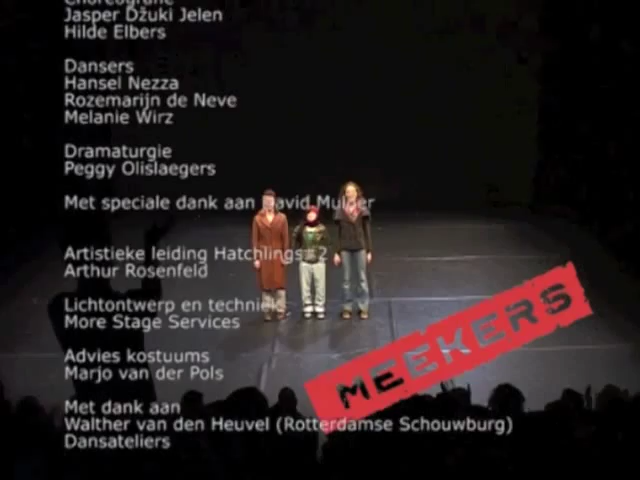 Choreografie
Jasper Džuki Jelen
Hilde Elbers
Dansers
Hansel Nezza
Rozemarijn de Neve
Melanie Wirz
Dramaturgie
Peggy Olislaegers
Met speciale dank aan David Mulder
Artistieke leiding Hatchlings#2
Arthur Rosenfeld
Lichtontwerp en techniek
More Stage Services
Advies kostuums
Marjo van der Pols
Met dank aan
Walther van den Heuvel (Rotterdamse Schouwburg)
Dansateliers
MEEKERS